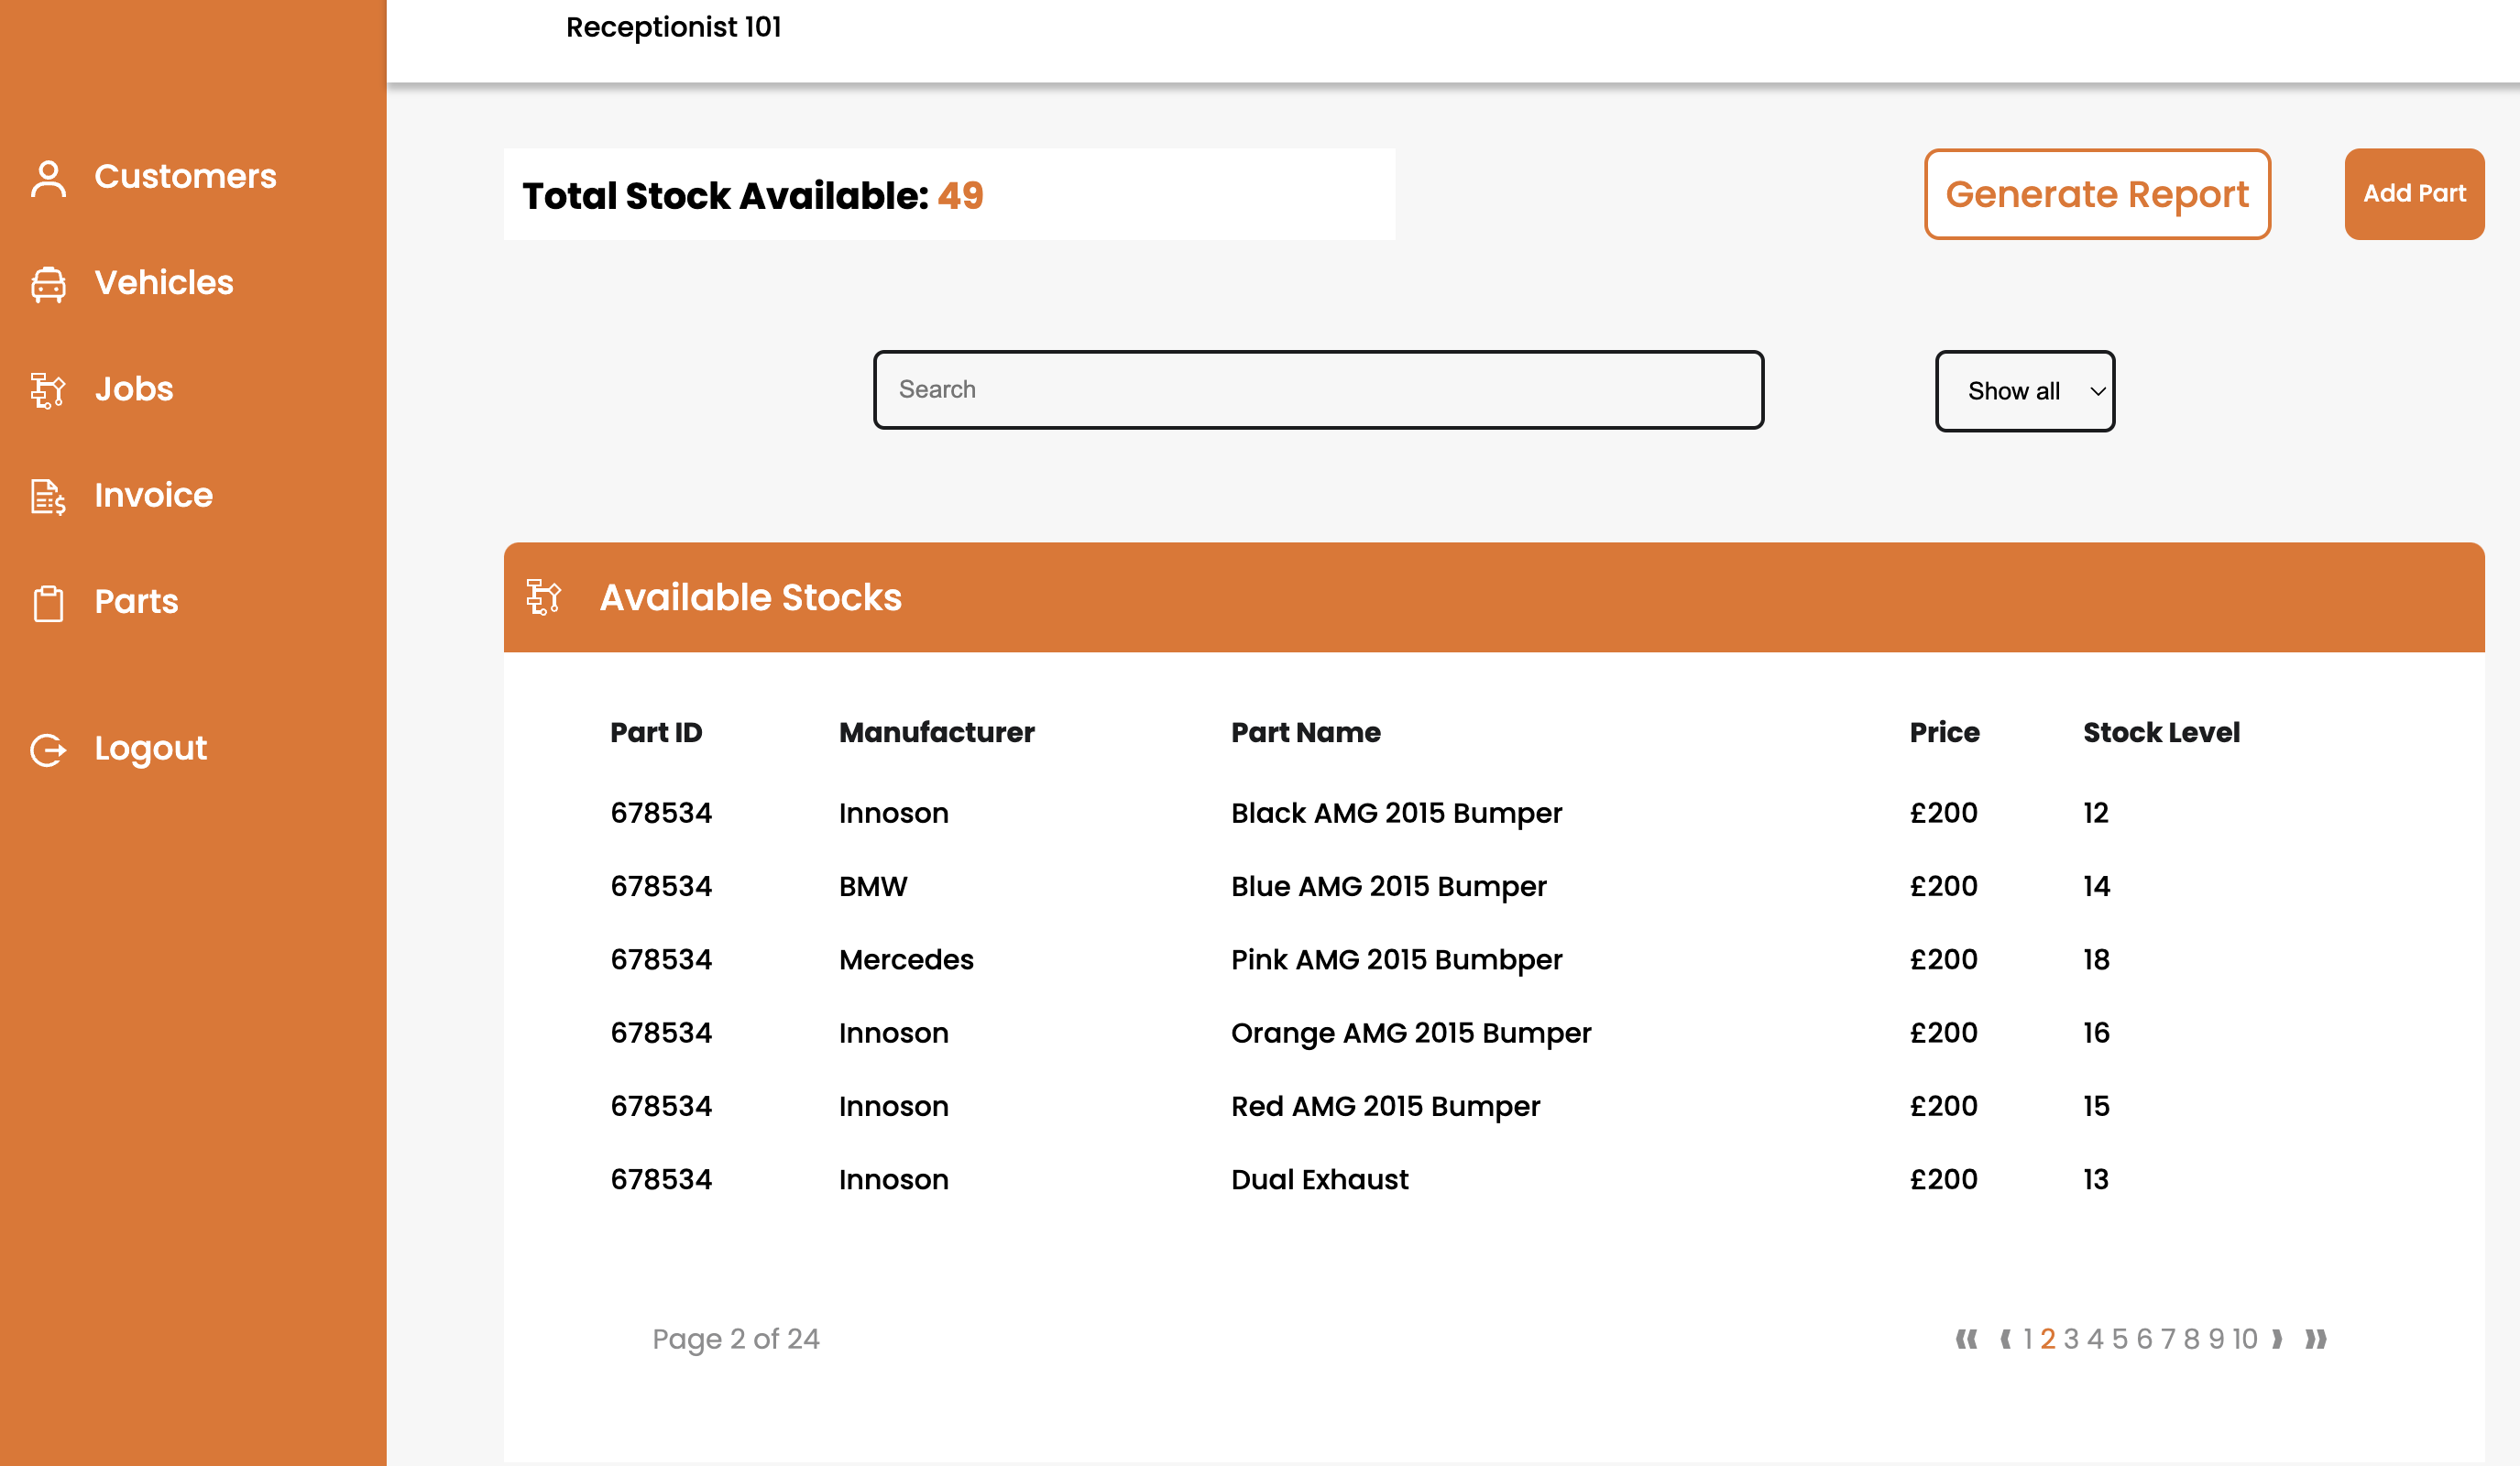 Receptionist 101
Customers
Vehicles
Jobs
Invoice
Parts
Logout
Total Stock Available: 49
Generate Report
Add Part
Search
Show all
Available Stocks
Part ID Manufacturer Part Name Price Stock Level
678534 Innoson Black AMG 2015 Bumper £200 12
678534 BMW Blue AMG 2015 Bumper £200 14
678534 Mercedes Pink AMG 2015 Bumbper £200 18
678534 Innoson Orange AMG 2015 Bumper £200 16
678534 Innoson Red AMG 2015 Bumper £200 15
678534 Innoson Dual Exhaust £200 13
Page 2 of 24
1 2 3 4 5 6 7 8 9 10